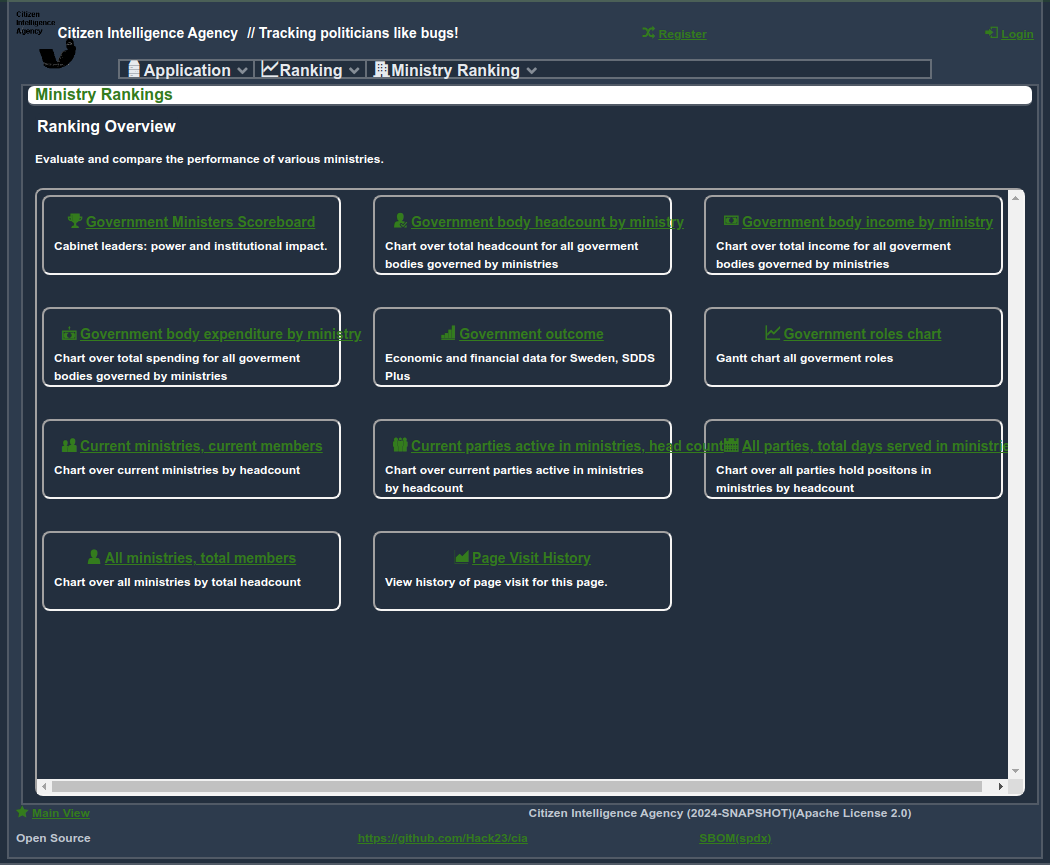 Citizen
Intelligence
Agency
Citizen Intelligence Agency // Tracking politicians like bugs!
Register
Login
Application Ranking Ministry Ranking
Ministry Rankings
Ranking Overview
Evaluate and compare the performance of various ministries.
Government Ministers Scoreboard
Cabinet leaders: power and institutional impact.
Government body headcount by ministry
Chart over total headcount for all goverment
bodies governed by ministries
Government body income by ministry
Chart over total income for all goverment
bodies governed by ministries
Government body expenditure by ministry
Chart over total spending for all goverment
bodies governed by ministries
Government outcome
Economic and financial data for Sweden, SDDS
Plus
Government roles chart
Gantt chart all goverment roles
Current ministries, current members
Chart over current ministries by headcount
Current parties active in ministries, head count
Chart over current parties active in ministries
by headcount
All parties, total days served in ministrie
Chart over all parties hold positons in
ministries by headcount
All ministries, total members
Chart over all ministries by total headcount
Page Visit History
View history of page visit for this page.
Main View
Citizen Intelligence Agency (2024-SNAPSHOT)(Apache License 2.0)
Open Source
https://github.com/Hack23/cia
SBOM(spdx)